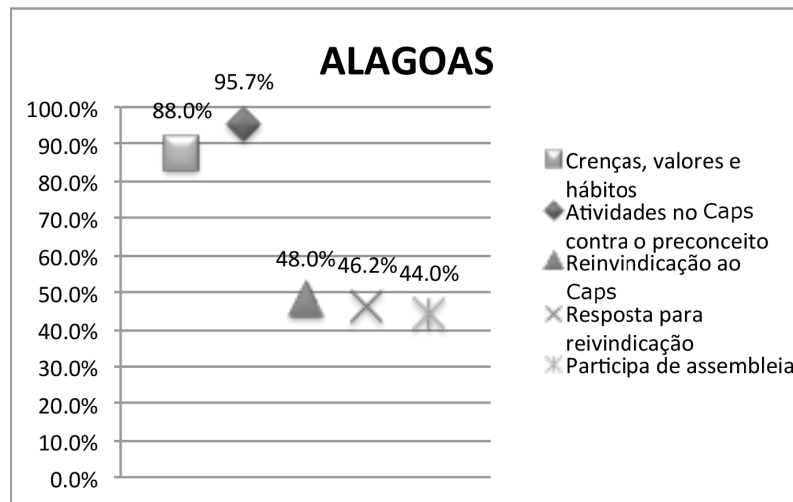 ALAGOAS
95.7%
88.0%
48.0%
46.2%
44.0%
100.0%
90.0%
80.0%
70.0%
60.0%
50.0%
40.0%
30.0%
20.0%
10.0%
0.0%
Crenças, valores e
hábitos
Atividades no Caps
contra o preconceito
Reinvindicação ao
Caps
Resposta para
reivindicação
Participa de assembleia